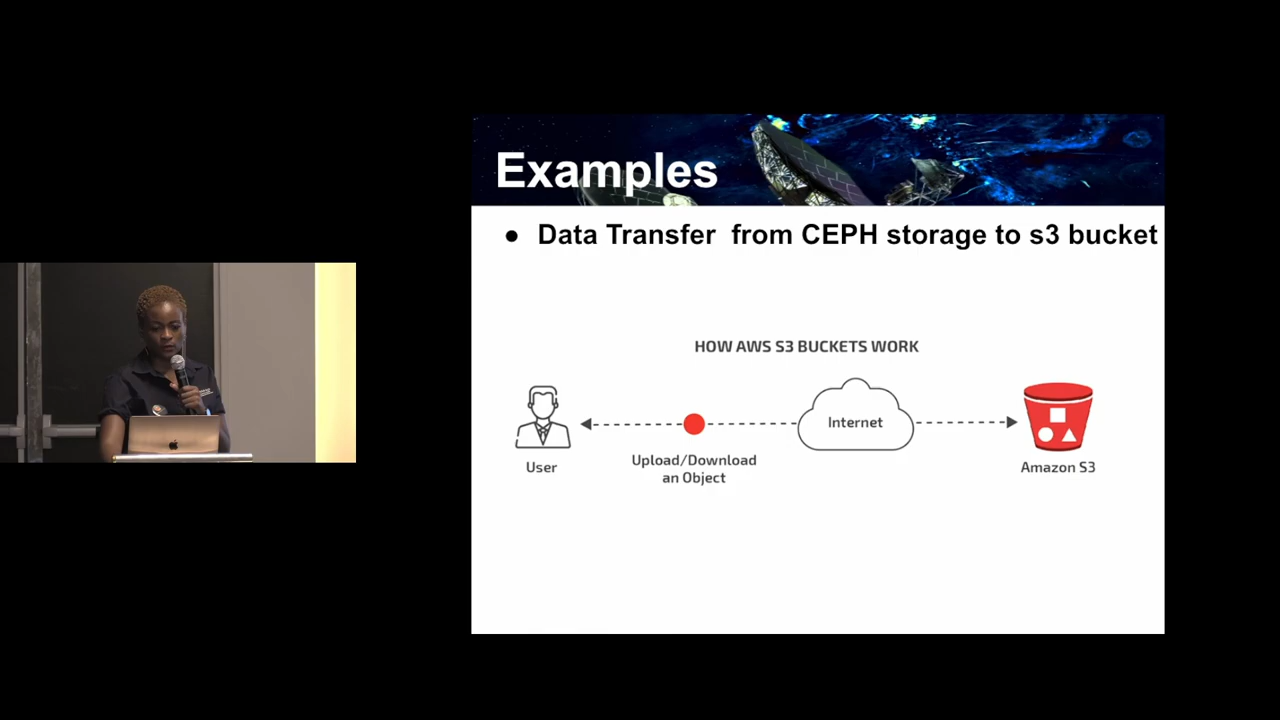 Examples
● Data Transfer from CEPH storage to s3 bucket
HOW AWS S3 BUCKETS WORK
Internet
User
Upload/Download
an Object
Amazon S3